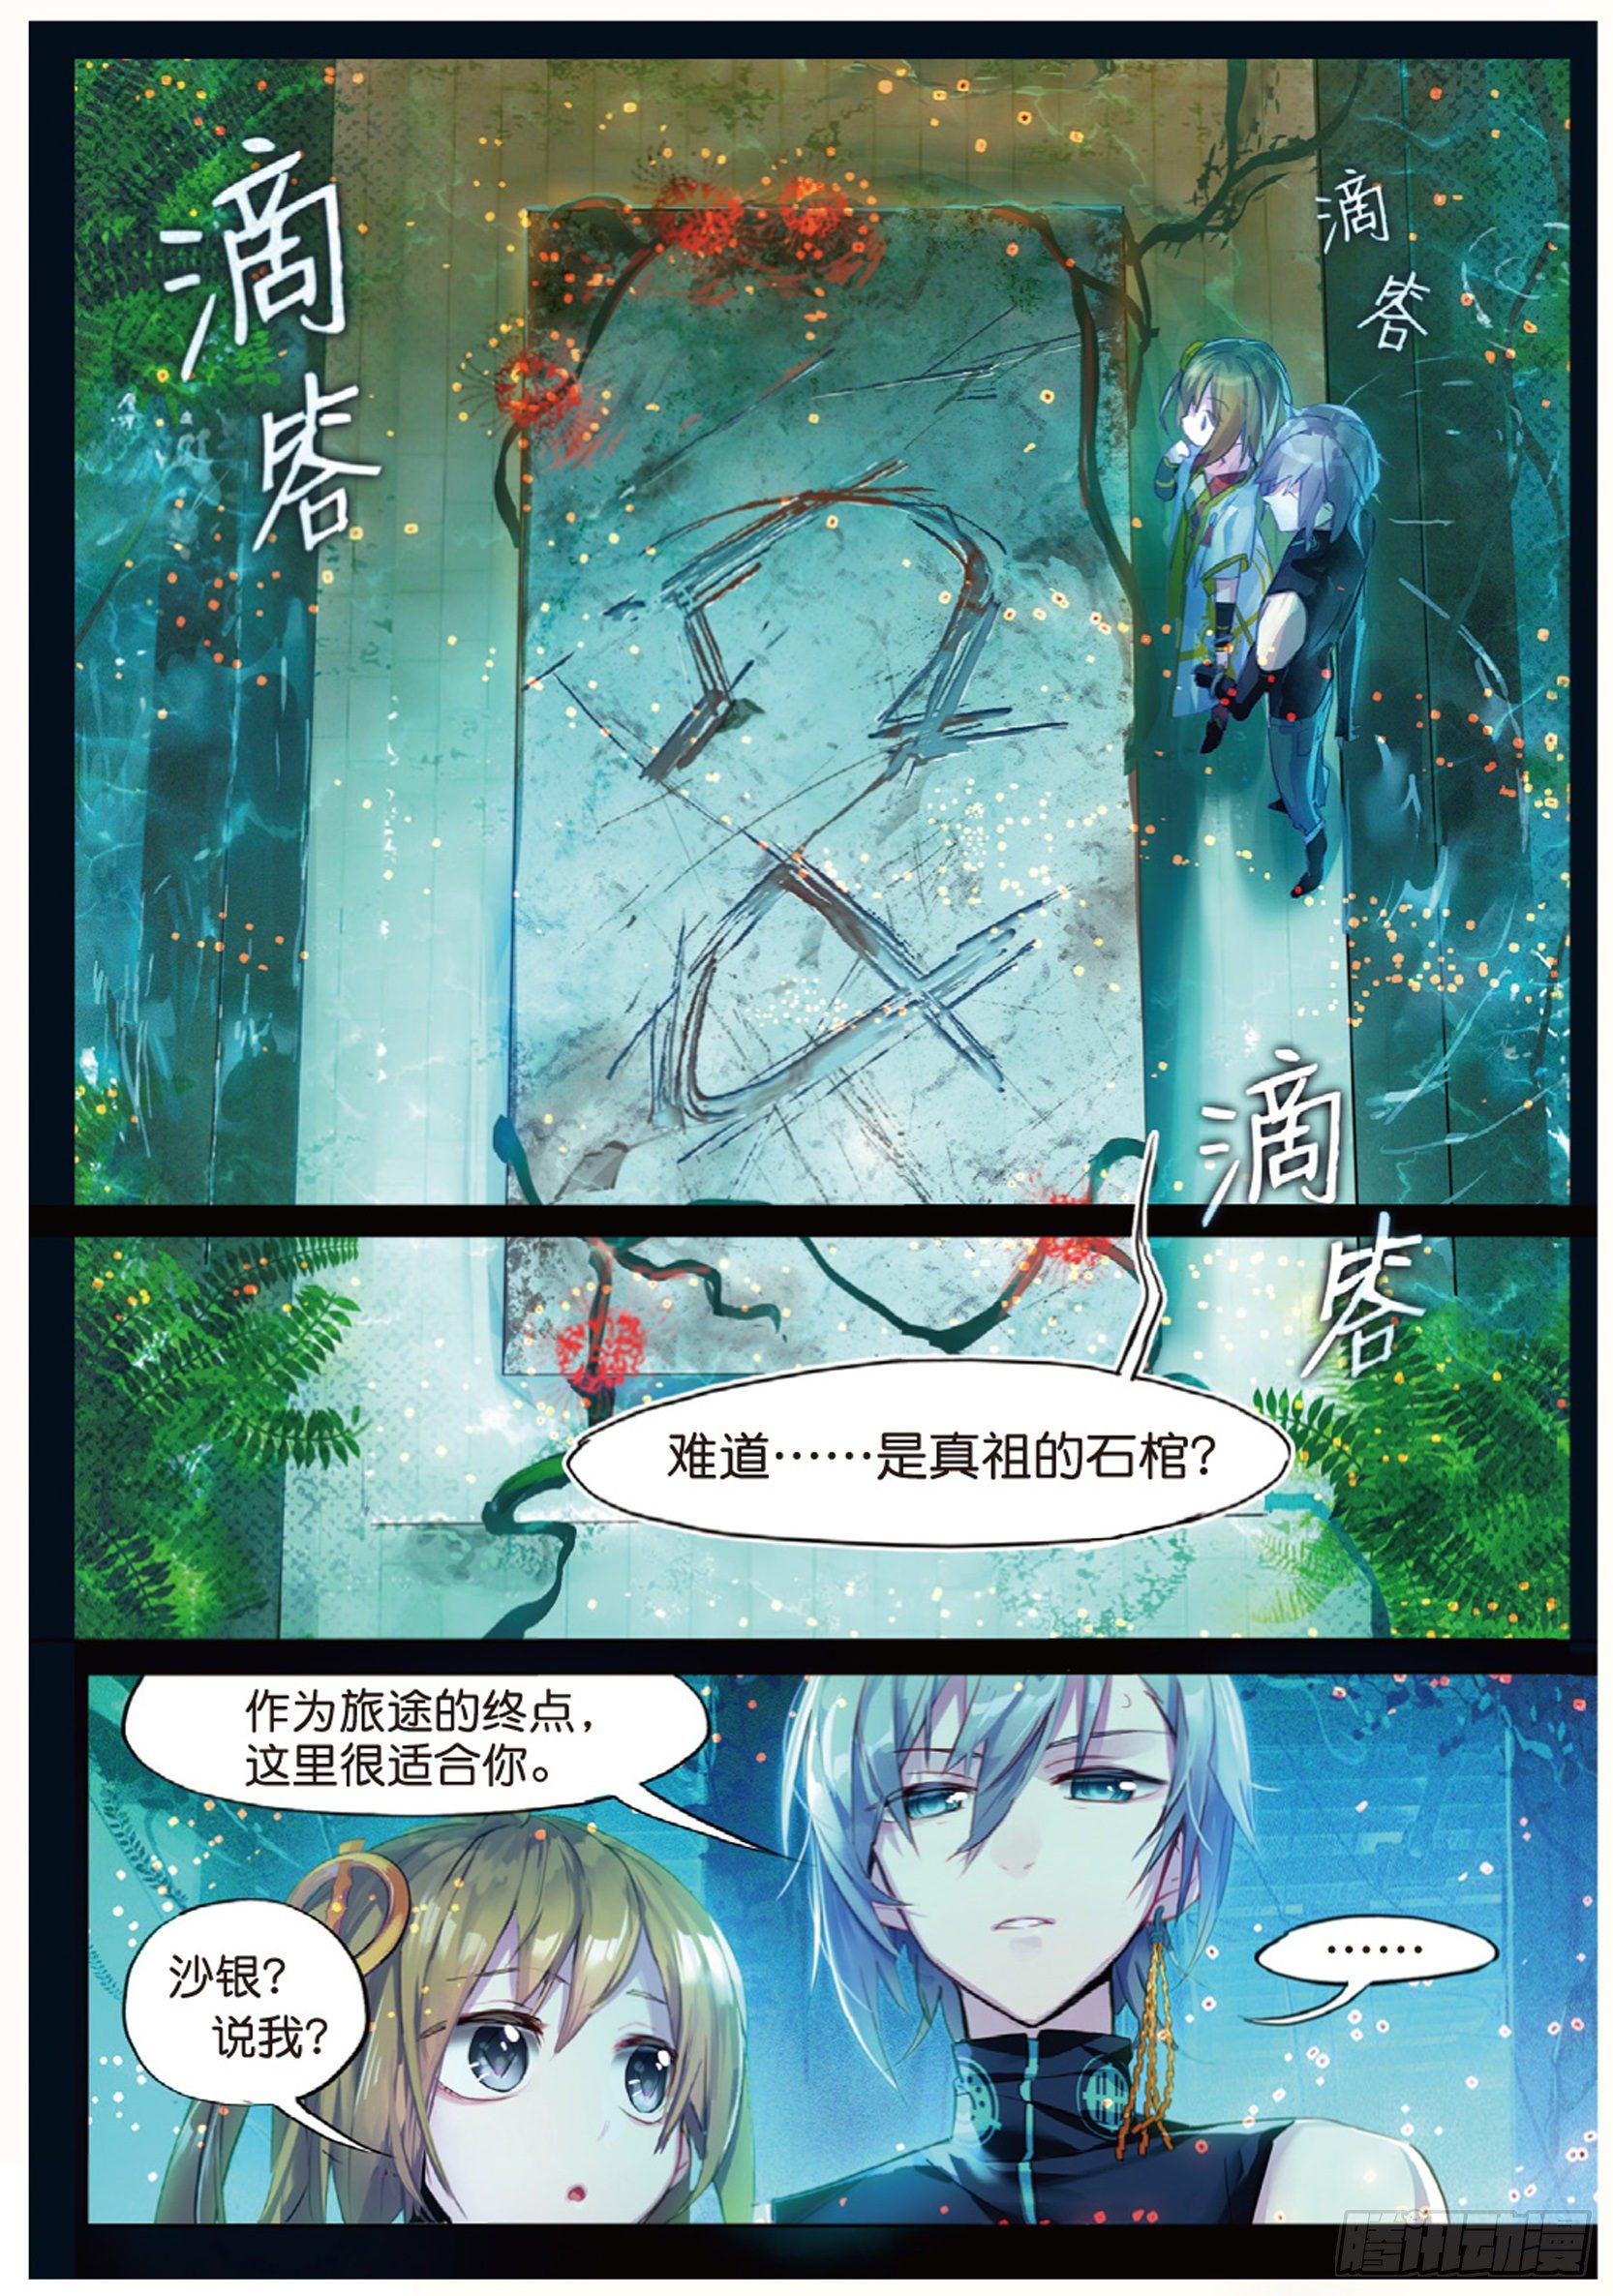 滴答
滴答
滴答
难道……是真祖的石棺？
作为旅途的终点，
这里很适合你。
沙银？
说我？
……
腾讯动漫